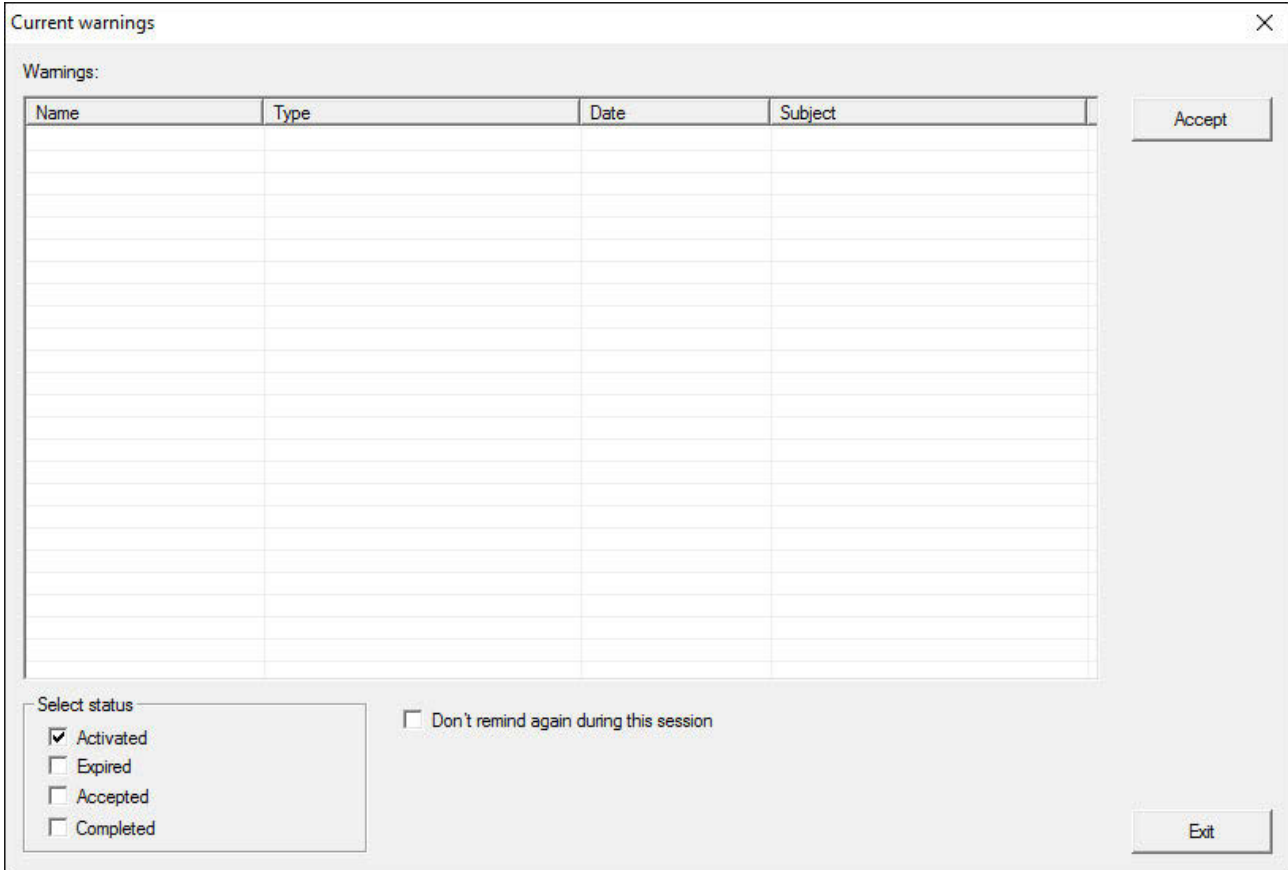 Current warnings
Warnings:
Name Type Date Subject
Accept
Select status
Activated
Expired
Accepted
Completed
Don't remind again during this session
Exit